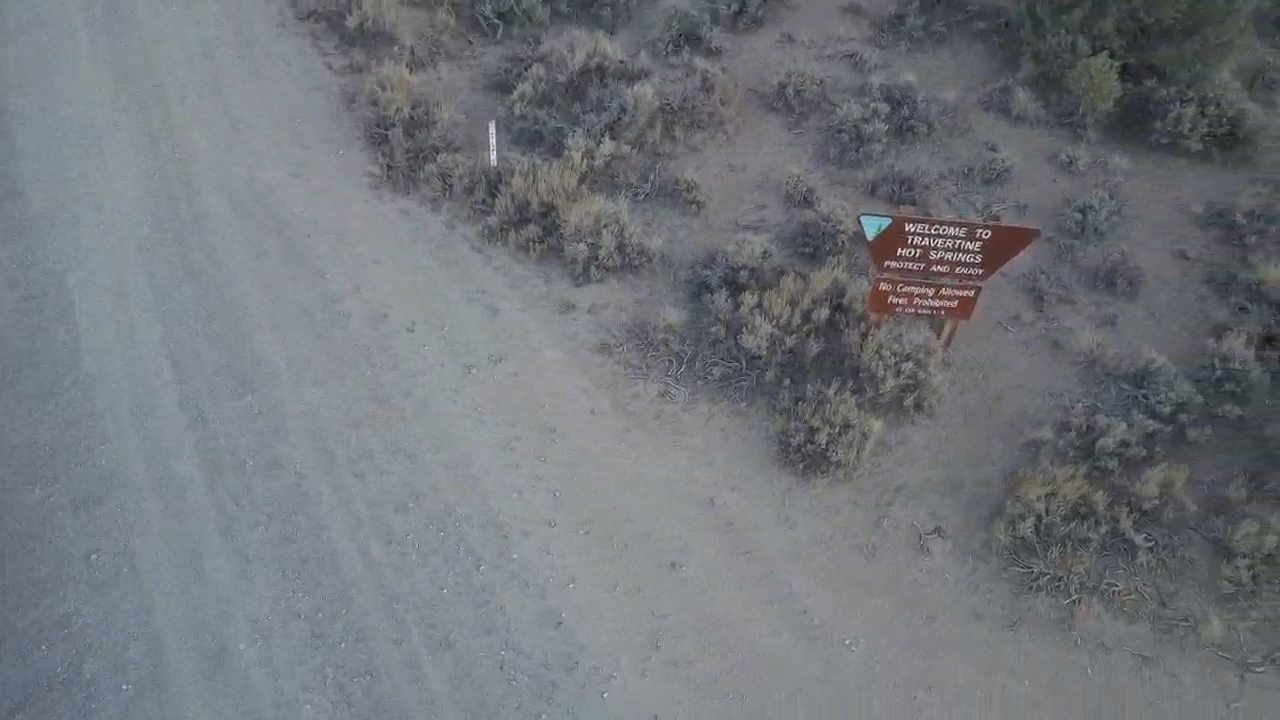 WELCOME TO
TRAVERTINE
HOT SPRINGS
PROTECT AND ENJOY
No Camping Allowed
Fires Prohibited